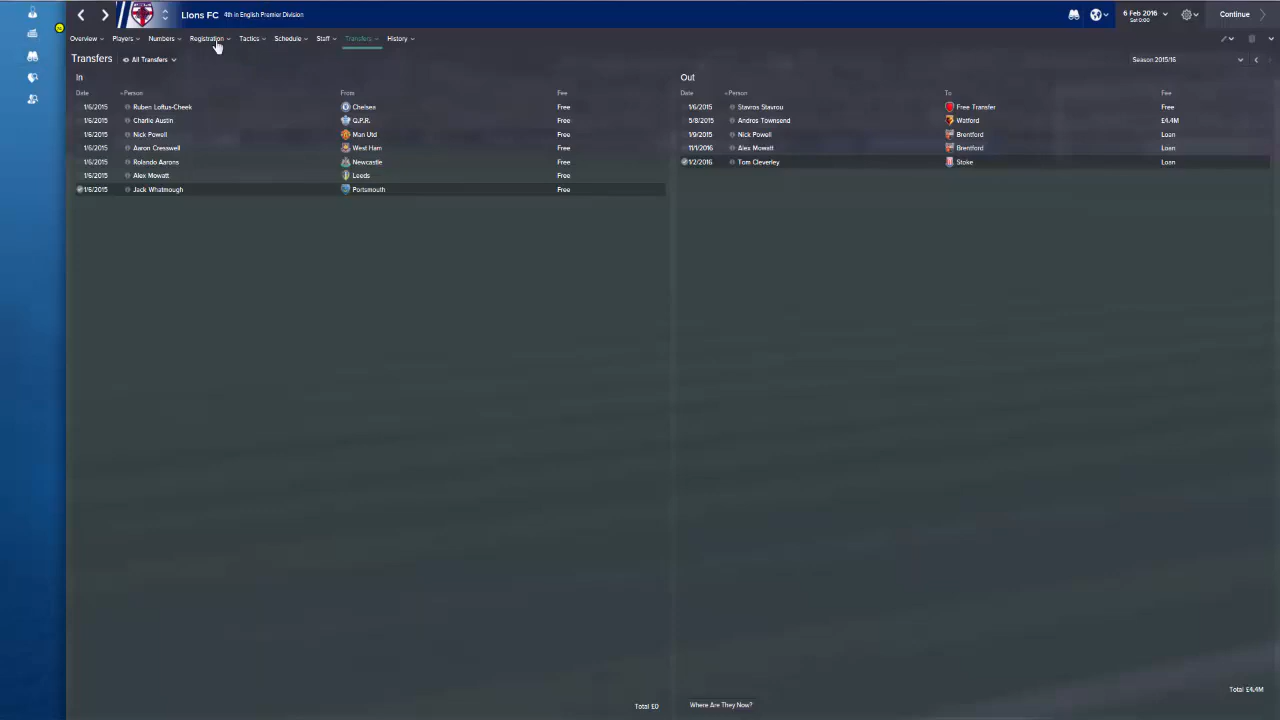 Lions FC 4th in English Premier Division 6 Feb 2016 Sat 0:00 Continue
Overview Players Numbers Registration Tactics Schedule Staff Transfers History
Transfers All Transfers Season 2015/16
In
Date Person From Fee
1/6/2015 Ruben Loftus-Cheek Chelsea Free
1/6/2015 Charlie Austin Q.P.R. Free
1/6/2015 Nick Powell Man Utd Free
1/6/2015 Aaron Cresswell West Ham Free
1/6/2015 Rolando Aarons Newcastle Free
1/6/2015 Alex Mowatt Leeds Free
1/6/2015 Jack Whatmough Portsmouth Free
Total £0
Out
Date Person To Fee
1/6/2015 Stavros Stavrou Free Transfer Free
5/8/2015 Andros Townsend Watford £4.4M
1/9/2015 Nick Powell Brentford Loan
11/1/2016 Alex Mowatt Brentford Loan
1/2/2016 Tom Cleverley Stoke Loan
Total £4.4M
Where Are They Now?